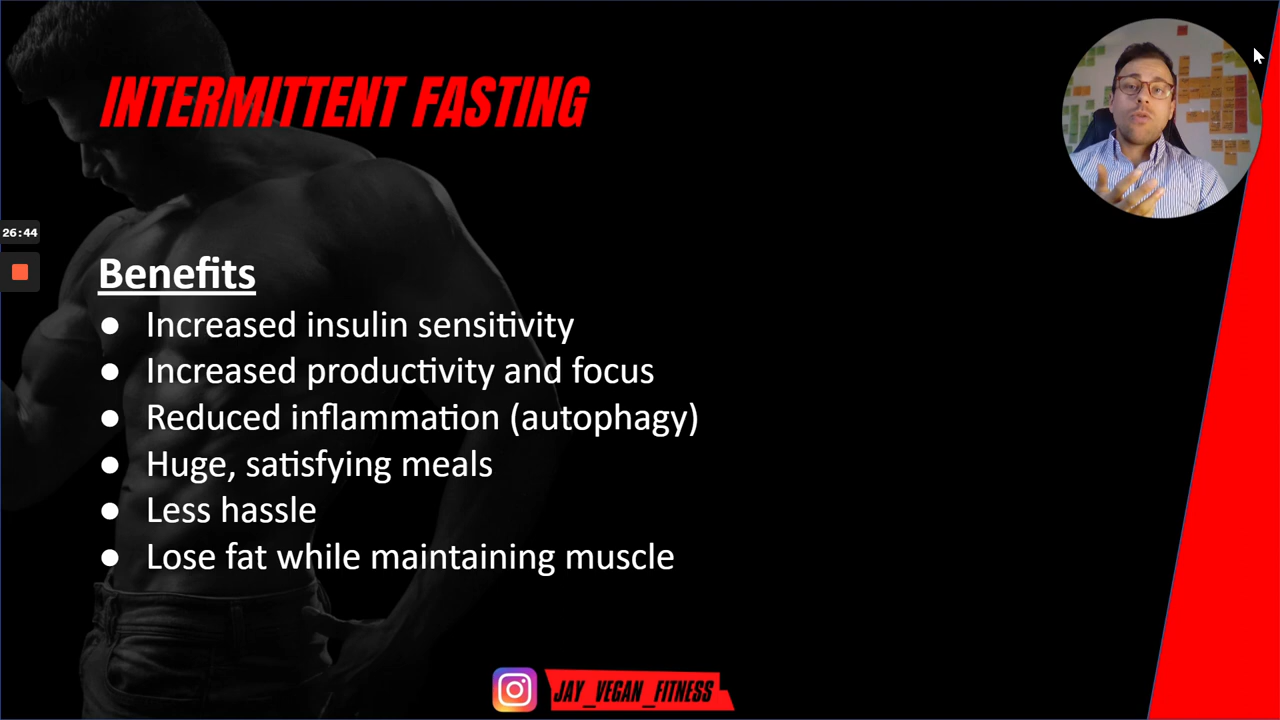 INTERMITTENT FASTING
26:44
Benefits
● Increased insulin sensitivity
● Increased productivity and focus
● Reduced inflammation (autophagy)
● Huge, satisfying meals
● Less hassle
● Lose fat while maintaining muscle
JAY_VEGAN_FITNESS